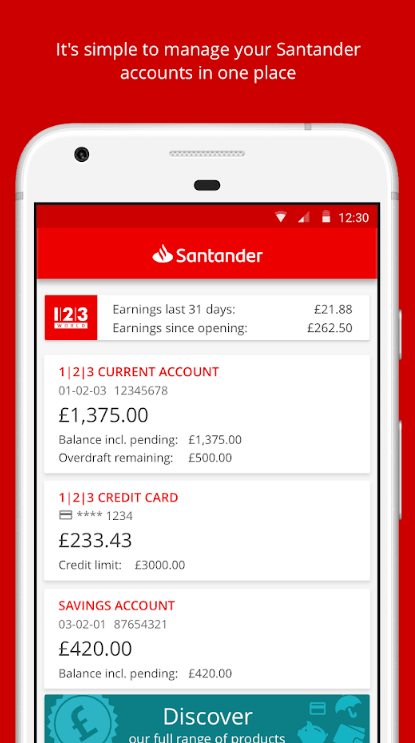 It's simple to manage your Santander
accounts in one place
12:30
Santander
1|2|3 WORLD
Earnings last 31 days: £21.88
Earnings since opening: £262.50
1|2|3 CURRENT ACCOUNT
01-02-03 12345678
£1,375.00
Balance incl. pending: £1,375.00
Overdraft remaining: £500.00
1|2|3 CREDIT CARD
**** 1234
£233.43
Credit limit: £3000.00
SAVINGS ACCOUNT
03-02-01 87654321
£420.00
Balance incl. pending: £420.00
£
Discover
our full range of products